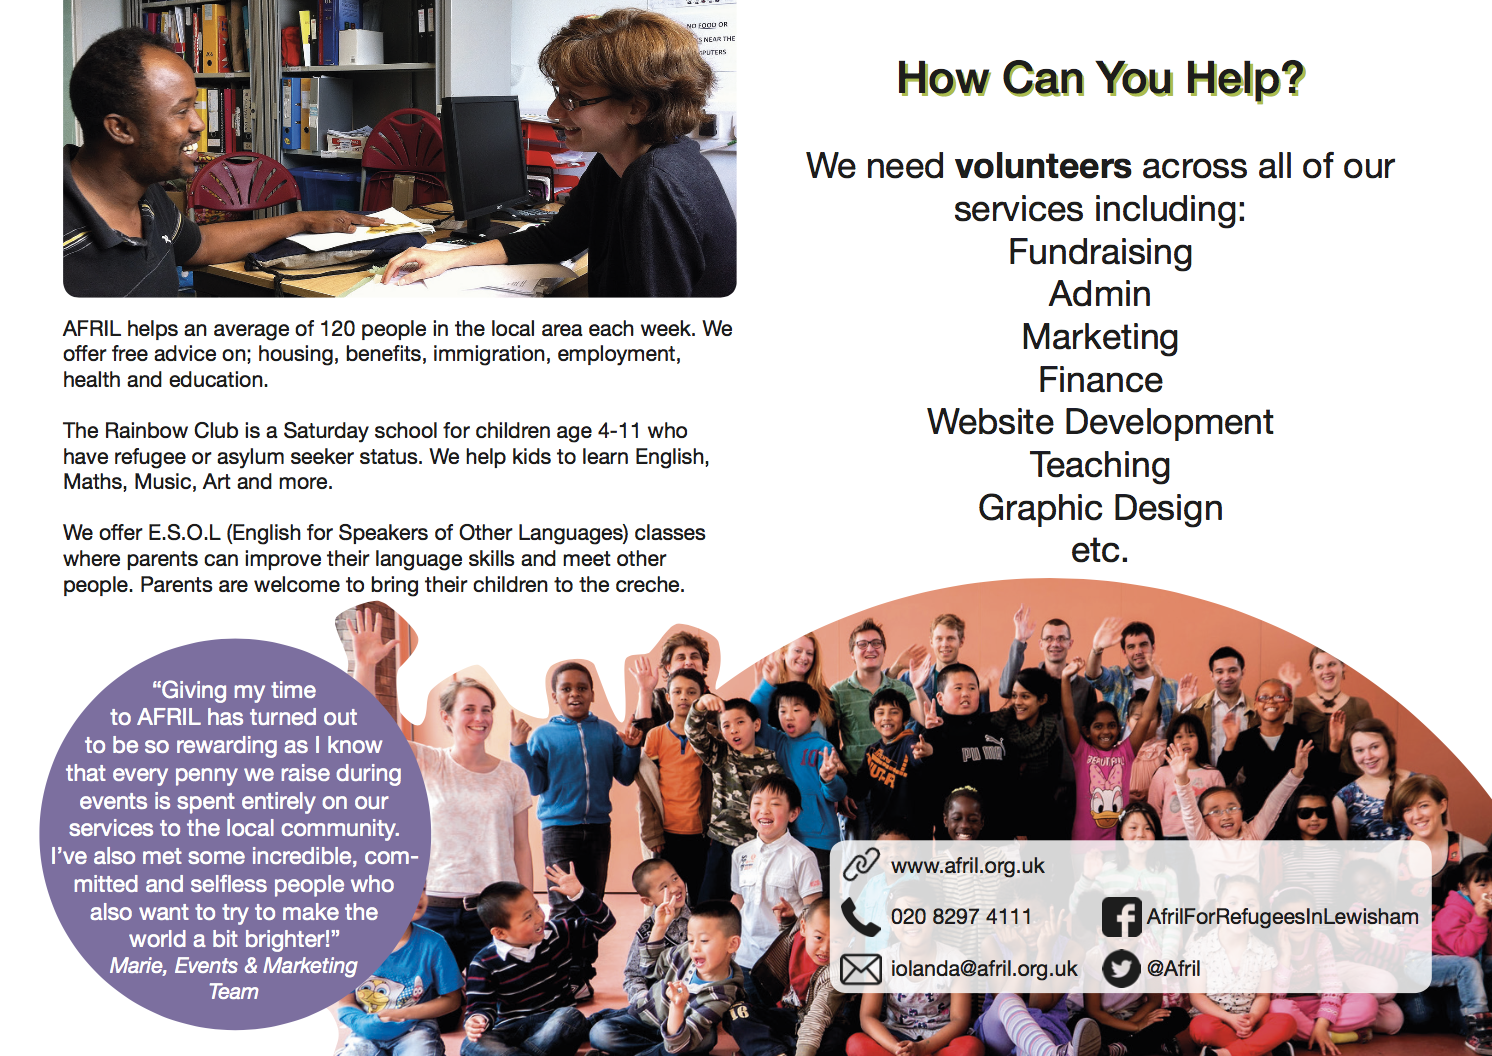 NO FOOD OR
NEAR THE
AFRIL helps an average of 120 people in the local area each week. We
offer free advice on; housing, benefits, immigration, employment,
health and education.
The Rainbow Club is a Saturday school for children age 4-11 who
have refugee or asylum seeker status. We help kids to learn English,
Maths, Music, Art and more.
We offer E.S.O.L (English for Speakers of Other Languages) classes
where parents can improve their language skills and meet other
people. Parents are welcome to bring their children to the creche.
“Giving my time
to AFRIL has turned out
to be so rewarding as I know
that every penny we raise during
events is spent entirely on our
services to the local community.
I’ve also met some incredible, com-
mitted and selfless people who
also want to try to make the
world a bit brighter!”
Marie, Events & Marketing
Team
How Can You Help?
We need volunteers across all of our
services including:
Fundraising
Admin
Marketing
Finance
Website Development
Teaching
Graphic Design
etc.
www.afril.org.uk
020 8297 4111
AfrilForRefugeesInLewisham
iolanda@afril.org.uk
@Afril
PUMA
BEAUTIFUL
10
16